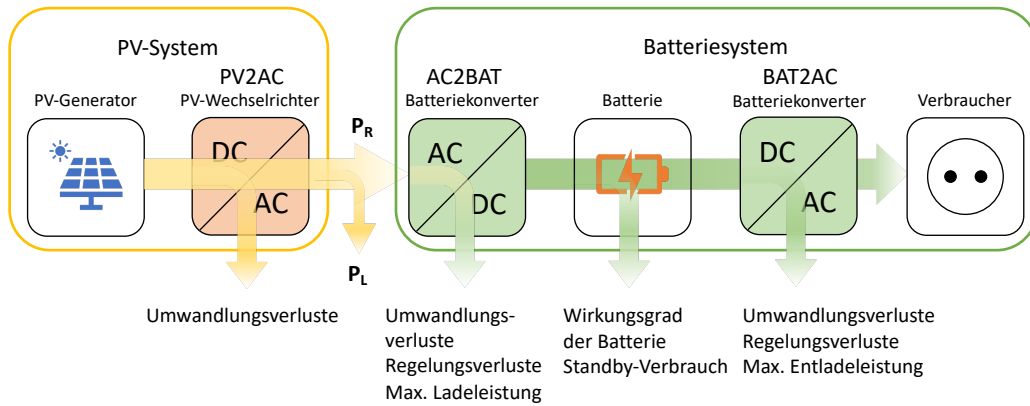 PV-System
Batteriesystem
PV2AC
AC2BAT
BAT2AC
PV-Generator
PV-Wechselrichter
Batteriekonverter
Batterie
Batteriekonverter
Verbraucher
P_R
DC
AC
AC
DC
DC
AC
P_L
Umwandlungsverluste
Umwandlungs-
verluste
Regelungsverluste
Max. Ladeleistung
Wirkungsgrad
der Batterie
Standby-Verbrauch
Umwandlungsverluste
Regelungsverluste
Max. Entladeleistung